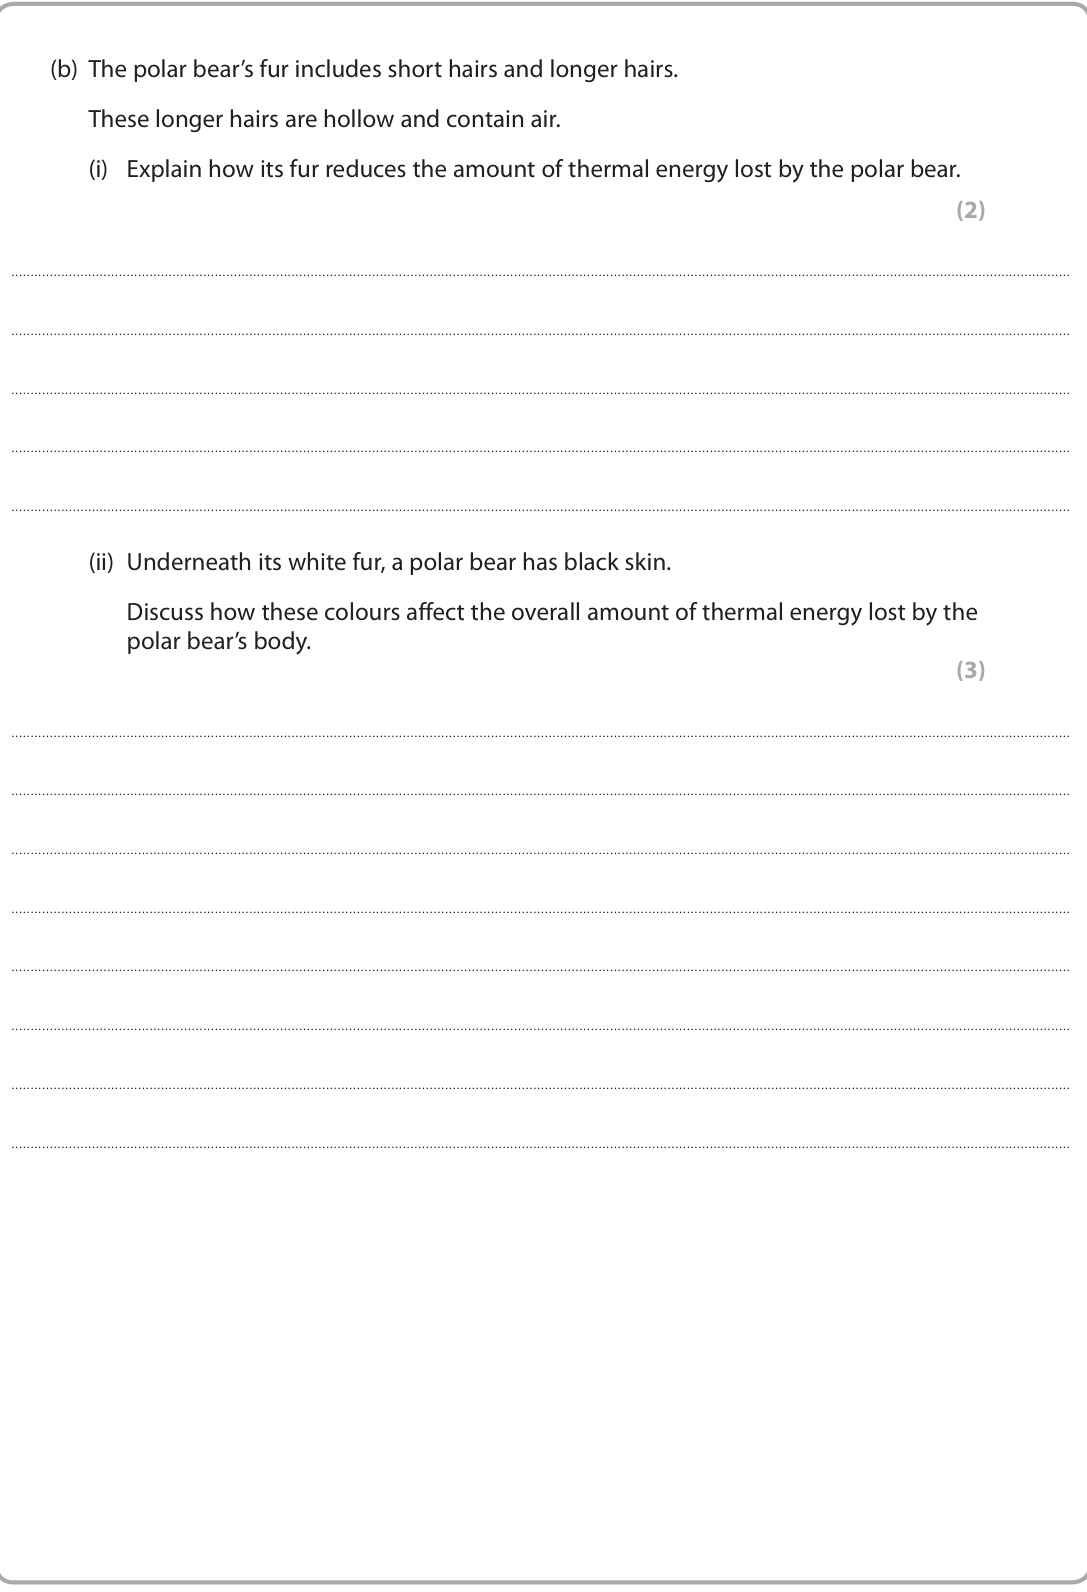 (b) The polar bear’s fur includes short hairs and longer hairs.
These longer hairs are hollow and contain air.
(i) Explain how its fur reduces the amount of thermal energy lost by the polar bear.
(2)
(ii) Underneath its white fur, a polar bear has black skin.
Discuss how these colours affect the overall amount of thermal energy lost by the
polar bear’s body.
(3)